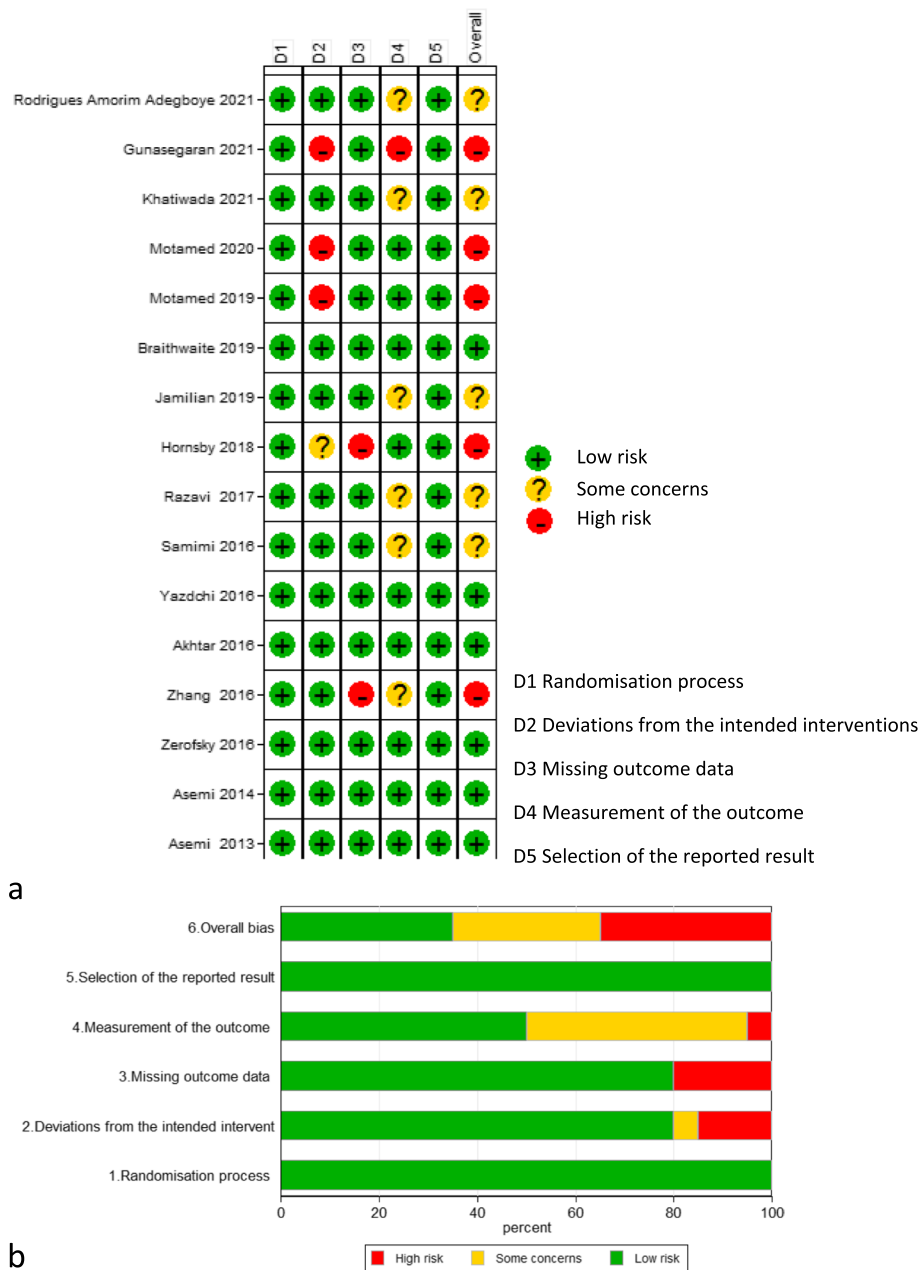 D1 D2 D3 D4 D5 Overall
Rodrigues Amorim Adegboye 2021 + + + ? + ?
Gunasegaran 2021 + - + - + -
Khatiwada 2021 + + + ? + ?
Motamed 2020 + - + + + -
Motamed 2019 + - + + + -
Braithwaite 2019 + + + + + +
Jamilian 2019 + + + ? + ?
Hornsby 2018 + ? - + + -
Razavi 2017 + + + ? + ?
Samimi 2016 + + + ? + ?
Yazdchi 2016 + + + + + +
Akhtar 2016 + + + + + +
Zhang 2016 + + - ? + -
Zerofsky 2016 + + + + + +
Asemi 2014 + + + + + +
Asemi 2013 + + + + + +
+ Low risk
? Some concerns
- High risk
D1 Randomisation process
D2 Deviations from the intended interventions
D3 Missing outcome data
D4 Measurement of the outcome
D5 Selection of the reported result
a
6.Overall bias
5.Selection of the reported result
4.Measurement of the outcome
3.Missing outcome data
2.Deviations from the intended intervent
1.Randomisation process
0 20 40 60 80 100
percent
High risk Some concerns Low risk
b